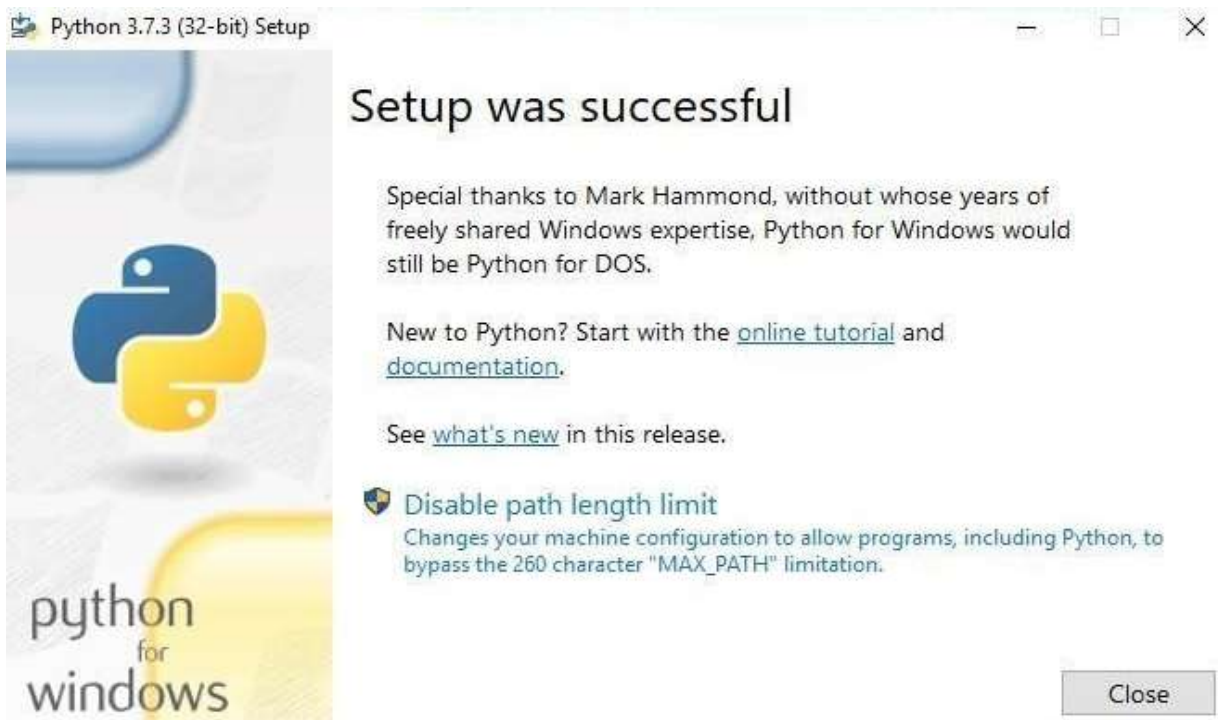 Python 3.7.3 (32-bit) Setup
Setup was successful
Special thanks to Mark Hammond, without whose years of
freely shared Windows expertise, Python for Windows would
still be Python for DOS.
New to Python? Start with the online tutorial and
documentation.
See what's new in this release.
Disable path length limit
Changes your machine configuration to allow programs, including Python, to
bypass the 260 character "MAX_PATH" limitation.
python
for
windows
Close